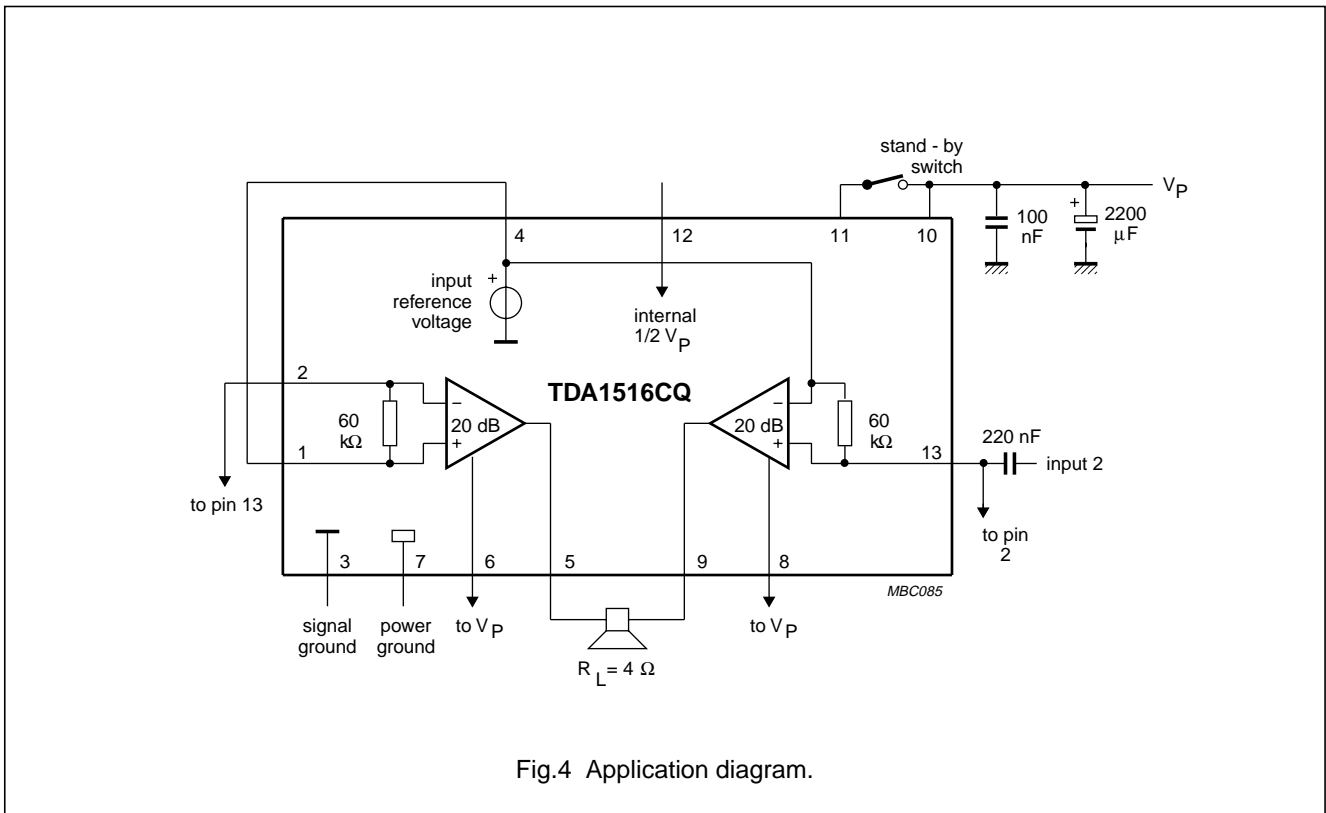 stand - by
switch
V P
+
100
nF
2200
μF
4
12
11
10
input
reference
voltage
+
internal
1/2 V P
2
TDA1516CQ
−
20 dB
+
60
kΩ
−
20 dB
+
60
kΩ
220 nF
1
13
input 2
to pin 13
to pin
2
3
7
6
5
9
8
MBC085
signal
ground
power
ground
to V P
to V P
R L = 4 Ω
Fig.4 Application diagram.